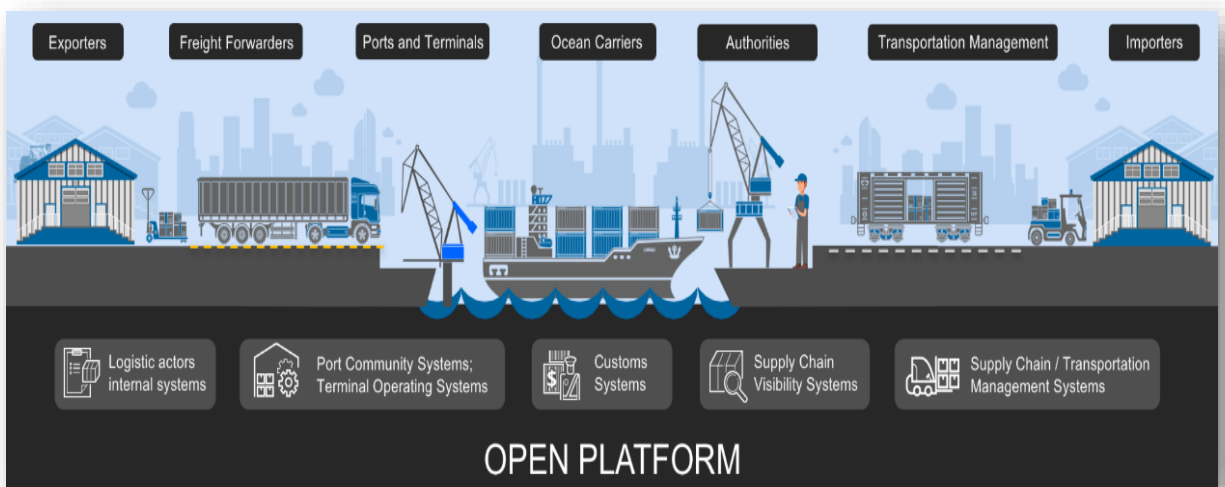 Exporters
Freight Forwarders
Ports and Terminals
Ocean Carriers
Authorities
Transportation Management
Importers
Logistic actors
internal systems
Port Community Systems;
Terminal Operating Systems
Customs
Systems
Supply Chain
Visibility Systems
Supply Chain / Transportation
Management Systems
OPEN PLATFORM